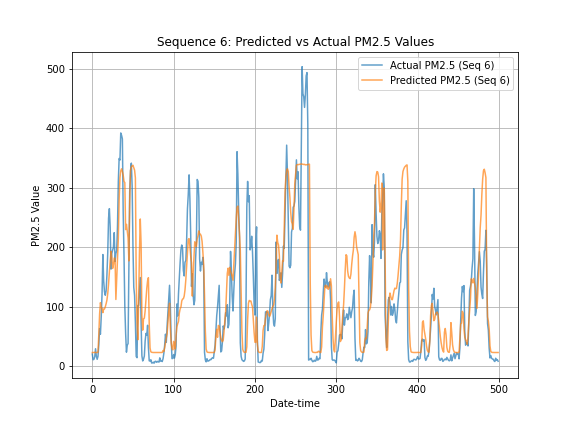 Sequence 6: Predicted vs Actual PM2.5 Values
Actual PM2.5 (Seq 6)
Predicted PM2.5 (Seq 6)
500
400
300
200
100
0
PM2.5 Value
0 100 200 300 400 500
Date-time